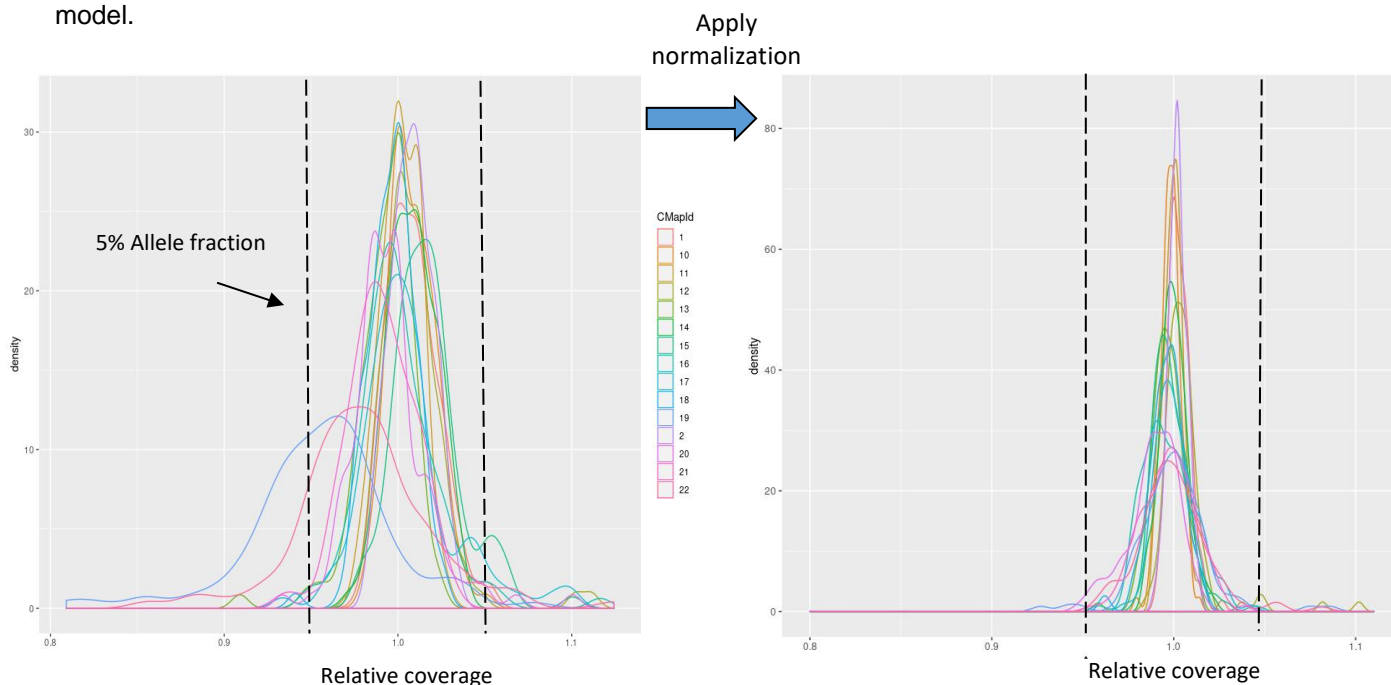 model.
Apply
normalization
5% Allele fraction
density
30
20
10
0
0.8 0.9 1.0 1.1
Relative coverage
CMapId
1
10
11
12
13
14
15
16
17
18
19
2
20
21
22
density
80
60
40
20
0
0.8 0.9 1.0 1.1
Relative coverage